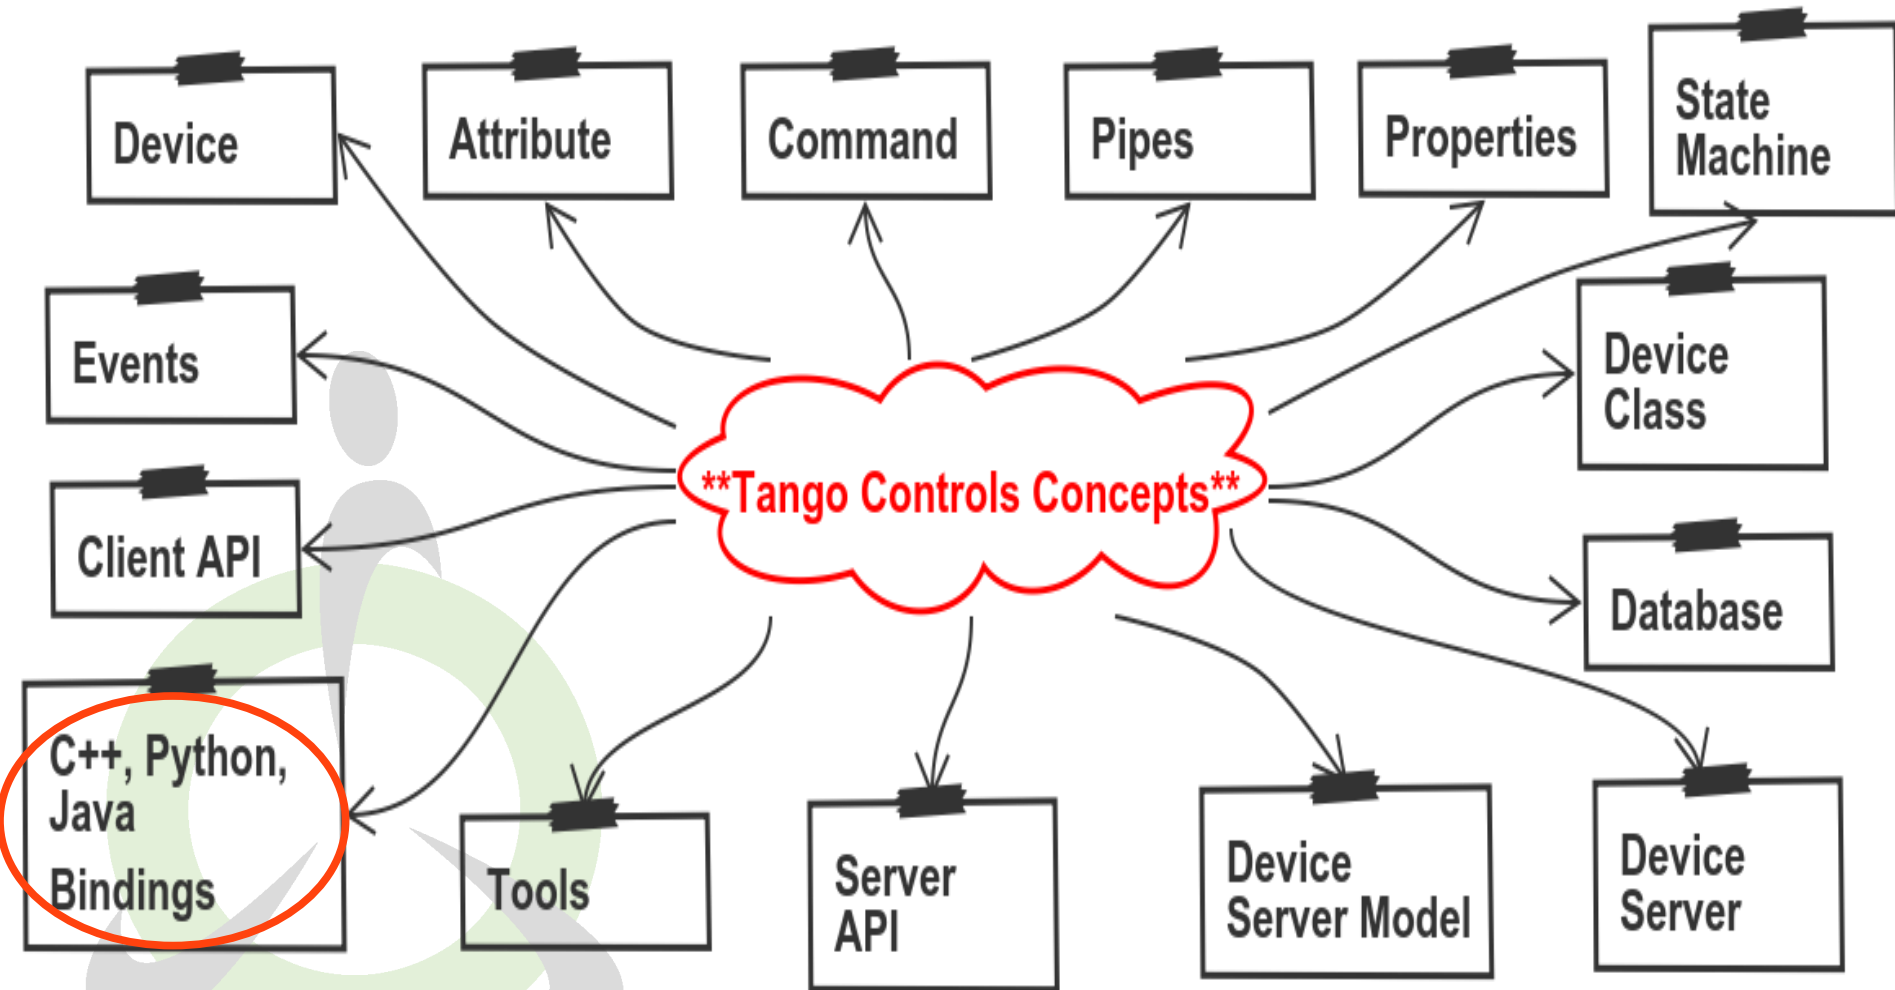 Device
Attribute
Command
Pipes
Properties
State
Machine
Events
Device
Class
Client API
**Tango Controls Concepts**
Database
C++, Python,
Java
Bindings
Tools
Server
API
Device
Server Model
Device
Server